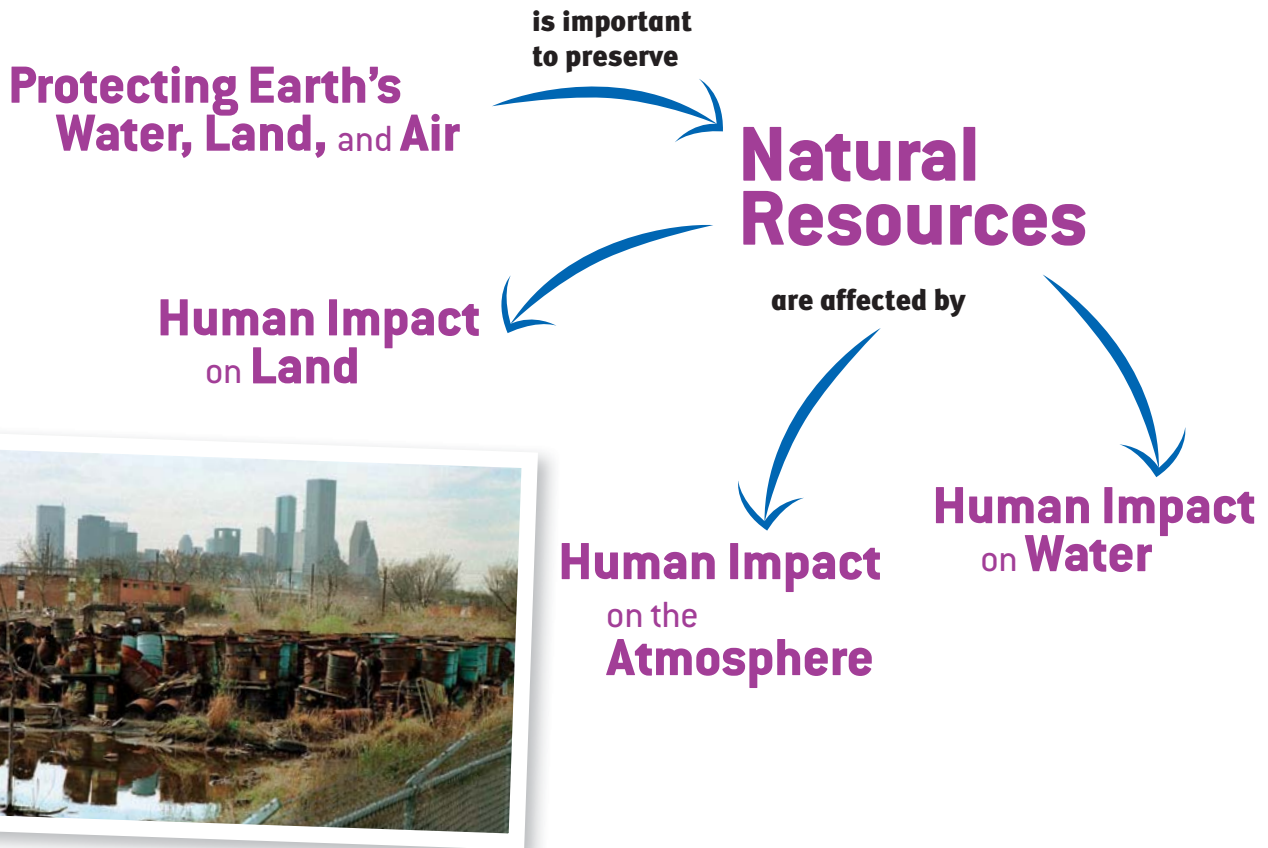 is important
to preserve
Protecting Earth’s
Water, Land, and Air
Natural
Resources
are affected by
Human Impact
on Land
Human Impact
on the
Atmosphere
Human Impact
on Water